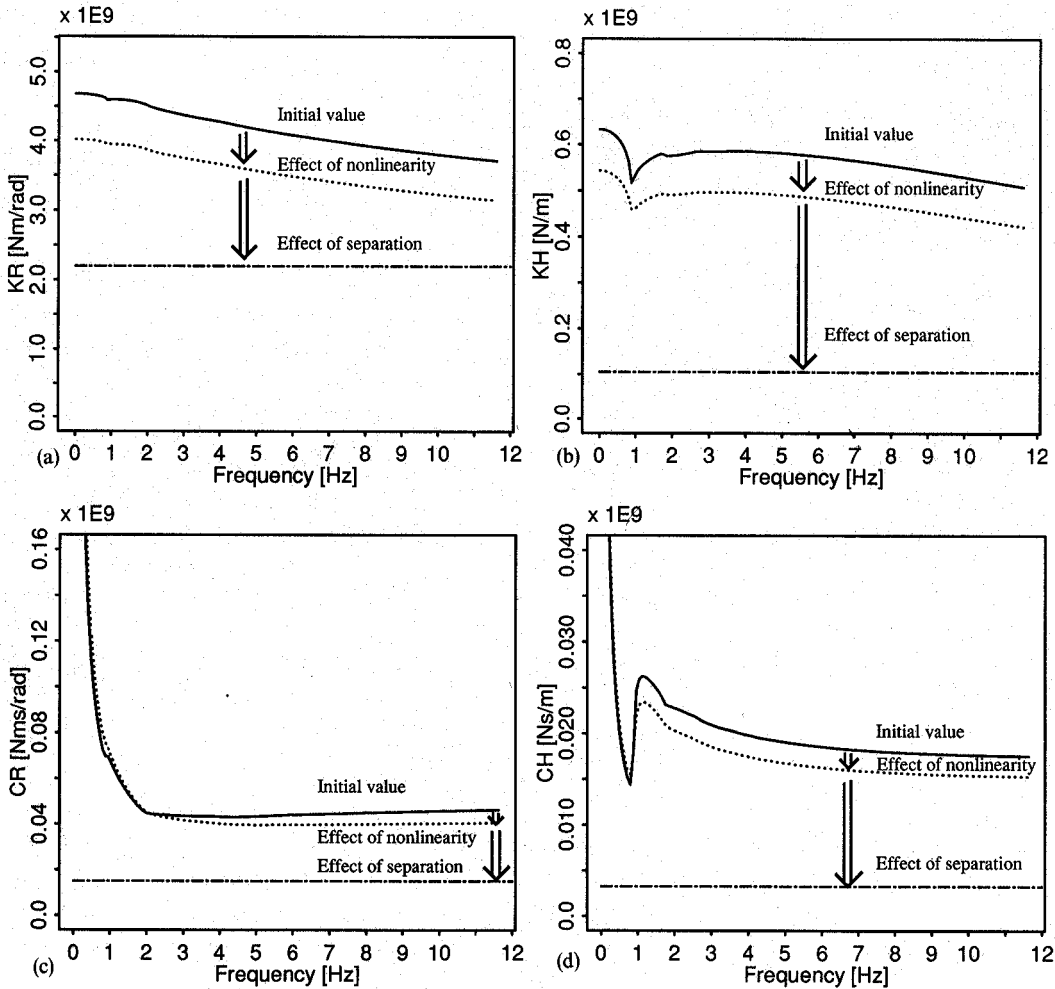 x 1E9
KR [Nm/rad]
5.0
4.0
3.0
2.0
1.0
0.0
Initial value
Effect of nonlinearity
Effect of separation
0 1 2 3 4 5 6 7 8 9 10 11 12
(a)
Frequency [Hz]
x 1E9
KH [N/m]
0.8
0.6
0.4
0.2
0.0
Initial value
Effect of nonlinearity
Effect of separation
0 1 2 3 4 5 6 7 8 9 10 11 12
(b)
Frequency [Hz]
x 1E9
CR [Nms/rad]
0.16
0.12
0.08
0.04
0.0
Initial value
Effect of nonlinearity
Effect of separation
0 1 2 3 4 5 6 7 8 9 10 11 12
(c)
Frequency [Hz]
x 1E9
CH [Ns/m]
0.040
0.030
0.020
0.010
0.0
Initial value
Effect of nonlinearity
Effect of separation
0 1 2 3 4 5 6 7 8 9 10 11 12
(d)
Frequency [Hz]